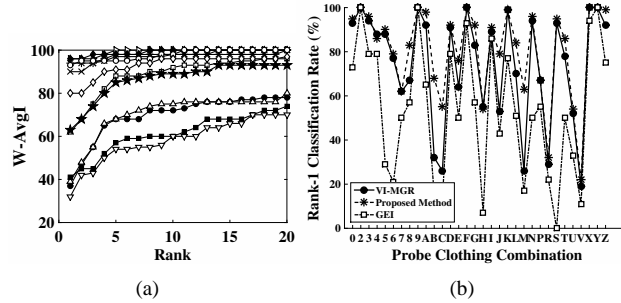 100
80
60
40
20
W-AvgI
0 5 10 15 20
Rank
(a)
100
80
60
40
20
0
Rank-1 Classification Rate (%)
VI-MGR
Proposed Method
GEI
0 2 3 4 5 6 7 8 9 A B C D E F G H I J K L M N P R S T U V X Y Z
Probe Clothing Combination
(b)